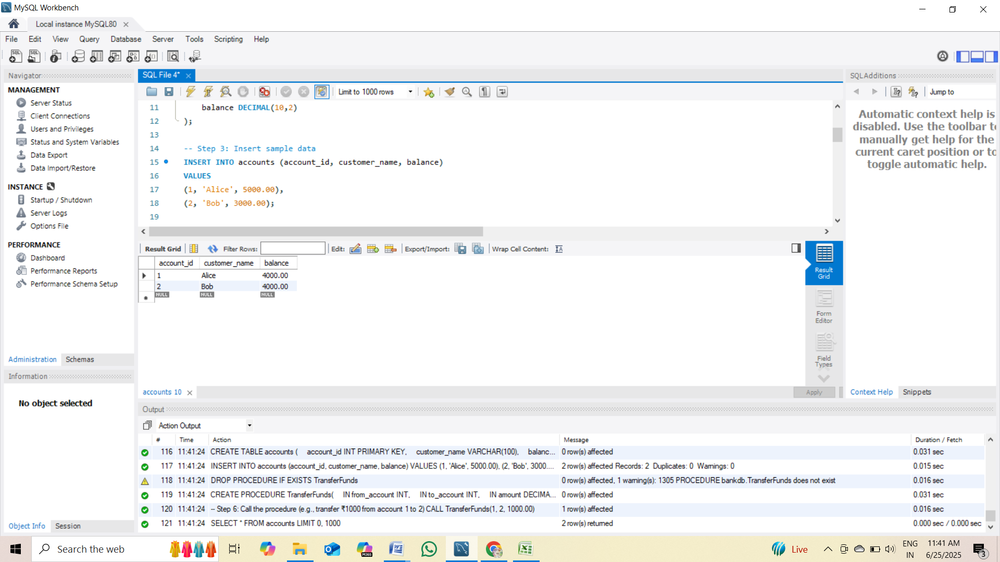 MySQL Workbench
Local instance MySQL80
File Edit View Query Database Server Tools Scripting Help
Navigator
MANAGEMENT
Server Status
Client Connections
Users and Privileges
Status and System Variables
Data Export
Data Import/Restore
INSTANCE
Startup / Shutdown
Server Logs
Options File
PERFORMANCE
Dashboard
Performance Reports
Performance Schema Setup
Administration Schemas
Information
No object selected
Object Info Session
SQL File 4*
Limit to 1000 rows
11 balance DECIMAL(10,2)
12 );
13
14 -- Step 3: Insert sample data
15 INSERT INTO accounts (account_id, customer_name, balance)
16 VALUES
17 (1, 'Alice', 5000.00),
18 (2, 'Bob', 3000.00);
19
Result Grid Filter Rows: Edit: Export/Import: Wrap Cell Content:
account_id customer_name balance
1 Alice 4000.00
2 Bob 4000.00
NULL NULL NULL
Result Grid
Form Editor
Field Types
accounts 10
Apply
SQLAdditions
Jump to
Automatic context help is
disabled. Use the toolbar to
manually get help for the
current caret position or to
toggle automatic help.
Context Help Snippets
Output
Action Output
# Time Action Message Duration / Fetch
116 11:41:24 CREATE TABLE accounts ( account_id INT PRIMARY KEY, customer_name VARCHAR(100), balanc... 0 row(s) affected 0.031 sec
117 11:41:24 INSERT INTO accounts (account_id, customer_name, balance) VALUES (1, 'Alice', 5000.00), (2, 'Bob', 3000.... 2 row(s) affected Records: 2 Duplicates: 0 Warnings: 0 0.015 sec
118 11:41:24 DROP PROCEDURE IF EXISTS TransferFunds 0 row(s) affected, 1 warning(s): 1305 PROCEDURE bankdb.TransferFunds does not exist 0.016 sec
119 11:41:24 CREATE PROCEDURE TransferFunds( IN from_account INT, IN to_account INT, IN amount DECIMA... 0 row(s) affected 0.031 sec
120 11:41:24 -- Step 6: Call the procedure (e.g., transfer ₹1000 from account 1 to 2) CALL TransferFunds(1, 2, 1000.00) 1 row(s) affected 0.016 sec
121 11:41:24 SELECT * FROM accounts LIMIT 0, 1000 2 row(s) returned 0.000 sec / 0.000 sec
Search the web
M365
Live
ENG
IN
11:41 AM
6/25/2025
3